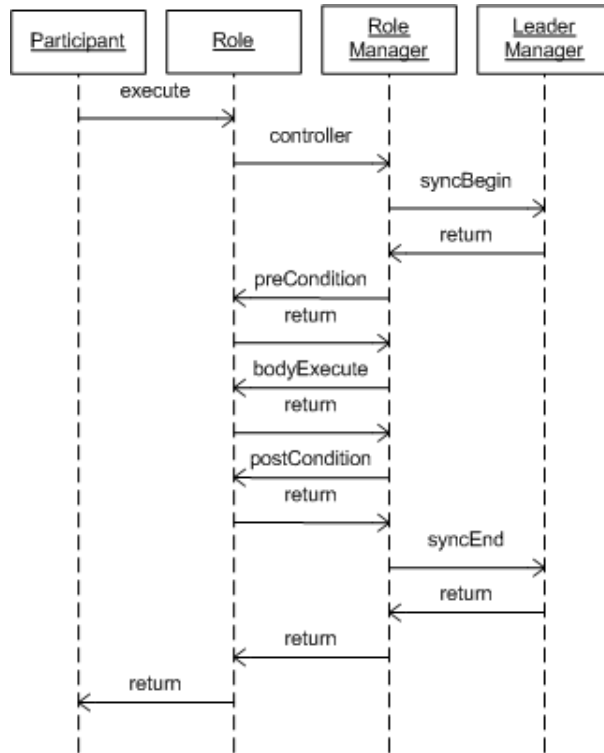 Participant
Role
Role
Manager
Leader
Manager
execute
controller
syncBegin
return
preCondition
return
bodyExecute
return
postCondition
return
syncEnd
return
return
return